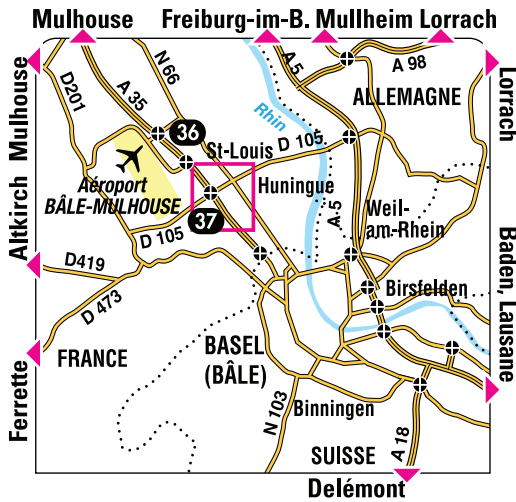 Mulhouse
Freiburg-im-B.
Mullheim
Lorrach
Mulhouse
Altkirch
Ferrette
Lorrach
Baden, Lausane
Delémont
D201
A 35
N 66
A 5
A 98
ALLEMAGNE
Rhin
36
St-Louis
D 105
Aéroport
BÂLE-MULHOUSE
Huningue
37
D 105
A 5
Weil-
am-Rhein
D419
D 473
Birsfelden
FRANCE
BASEL
(BÂLE)
N 103
Binningen
SUISSE
A 18